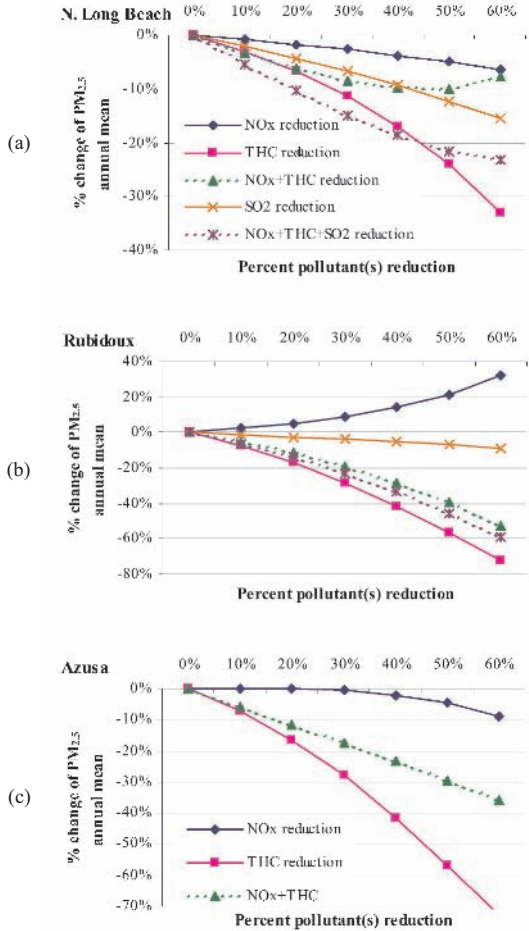 N. Long Beach
0% 10% 20% 30% 40% 50% 60%
0%
-10%
-20%
-30%
-40%
% change of PM2.5
annual mean
(a)
NOx reduction
THC reduction
NOx+THC reduction
SO2 reduction
NOx+THC+SO2 reduction
Percent pollutant(s) reduction
Rubidoux
0% 10% 20% 30% 40% 50% 60%
40%
20%
0%
-20%
-40%
-60%
-80%
% change of PM2.5
annual mean
(b)
Percent pollutant(s) reduction
Azusa
0% 10% 20% 30% 40% 50% 60%
0%
-10%
-20%
-30%
-40%
-50%
-60%
-70%
% change of PM2.5
annual mean
(c)
NOx reduction
THC reduction
NOx+THC
Percent pollutant(s) reduction